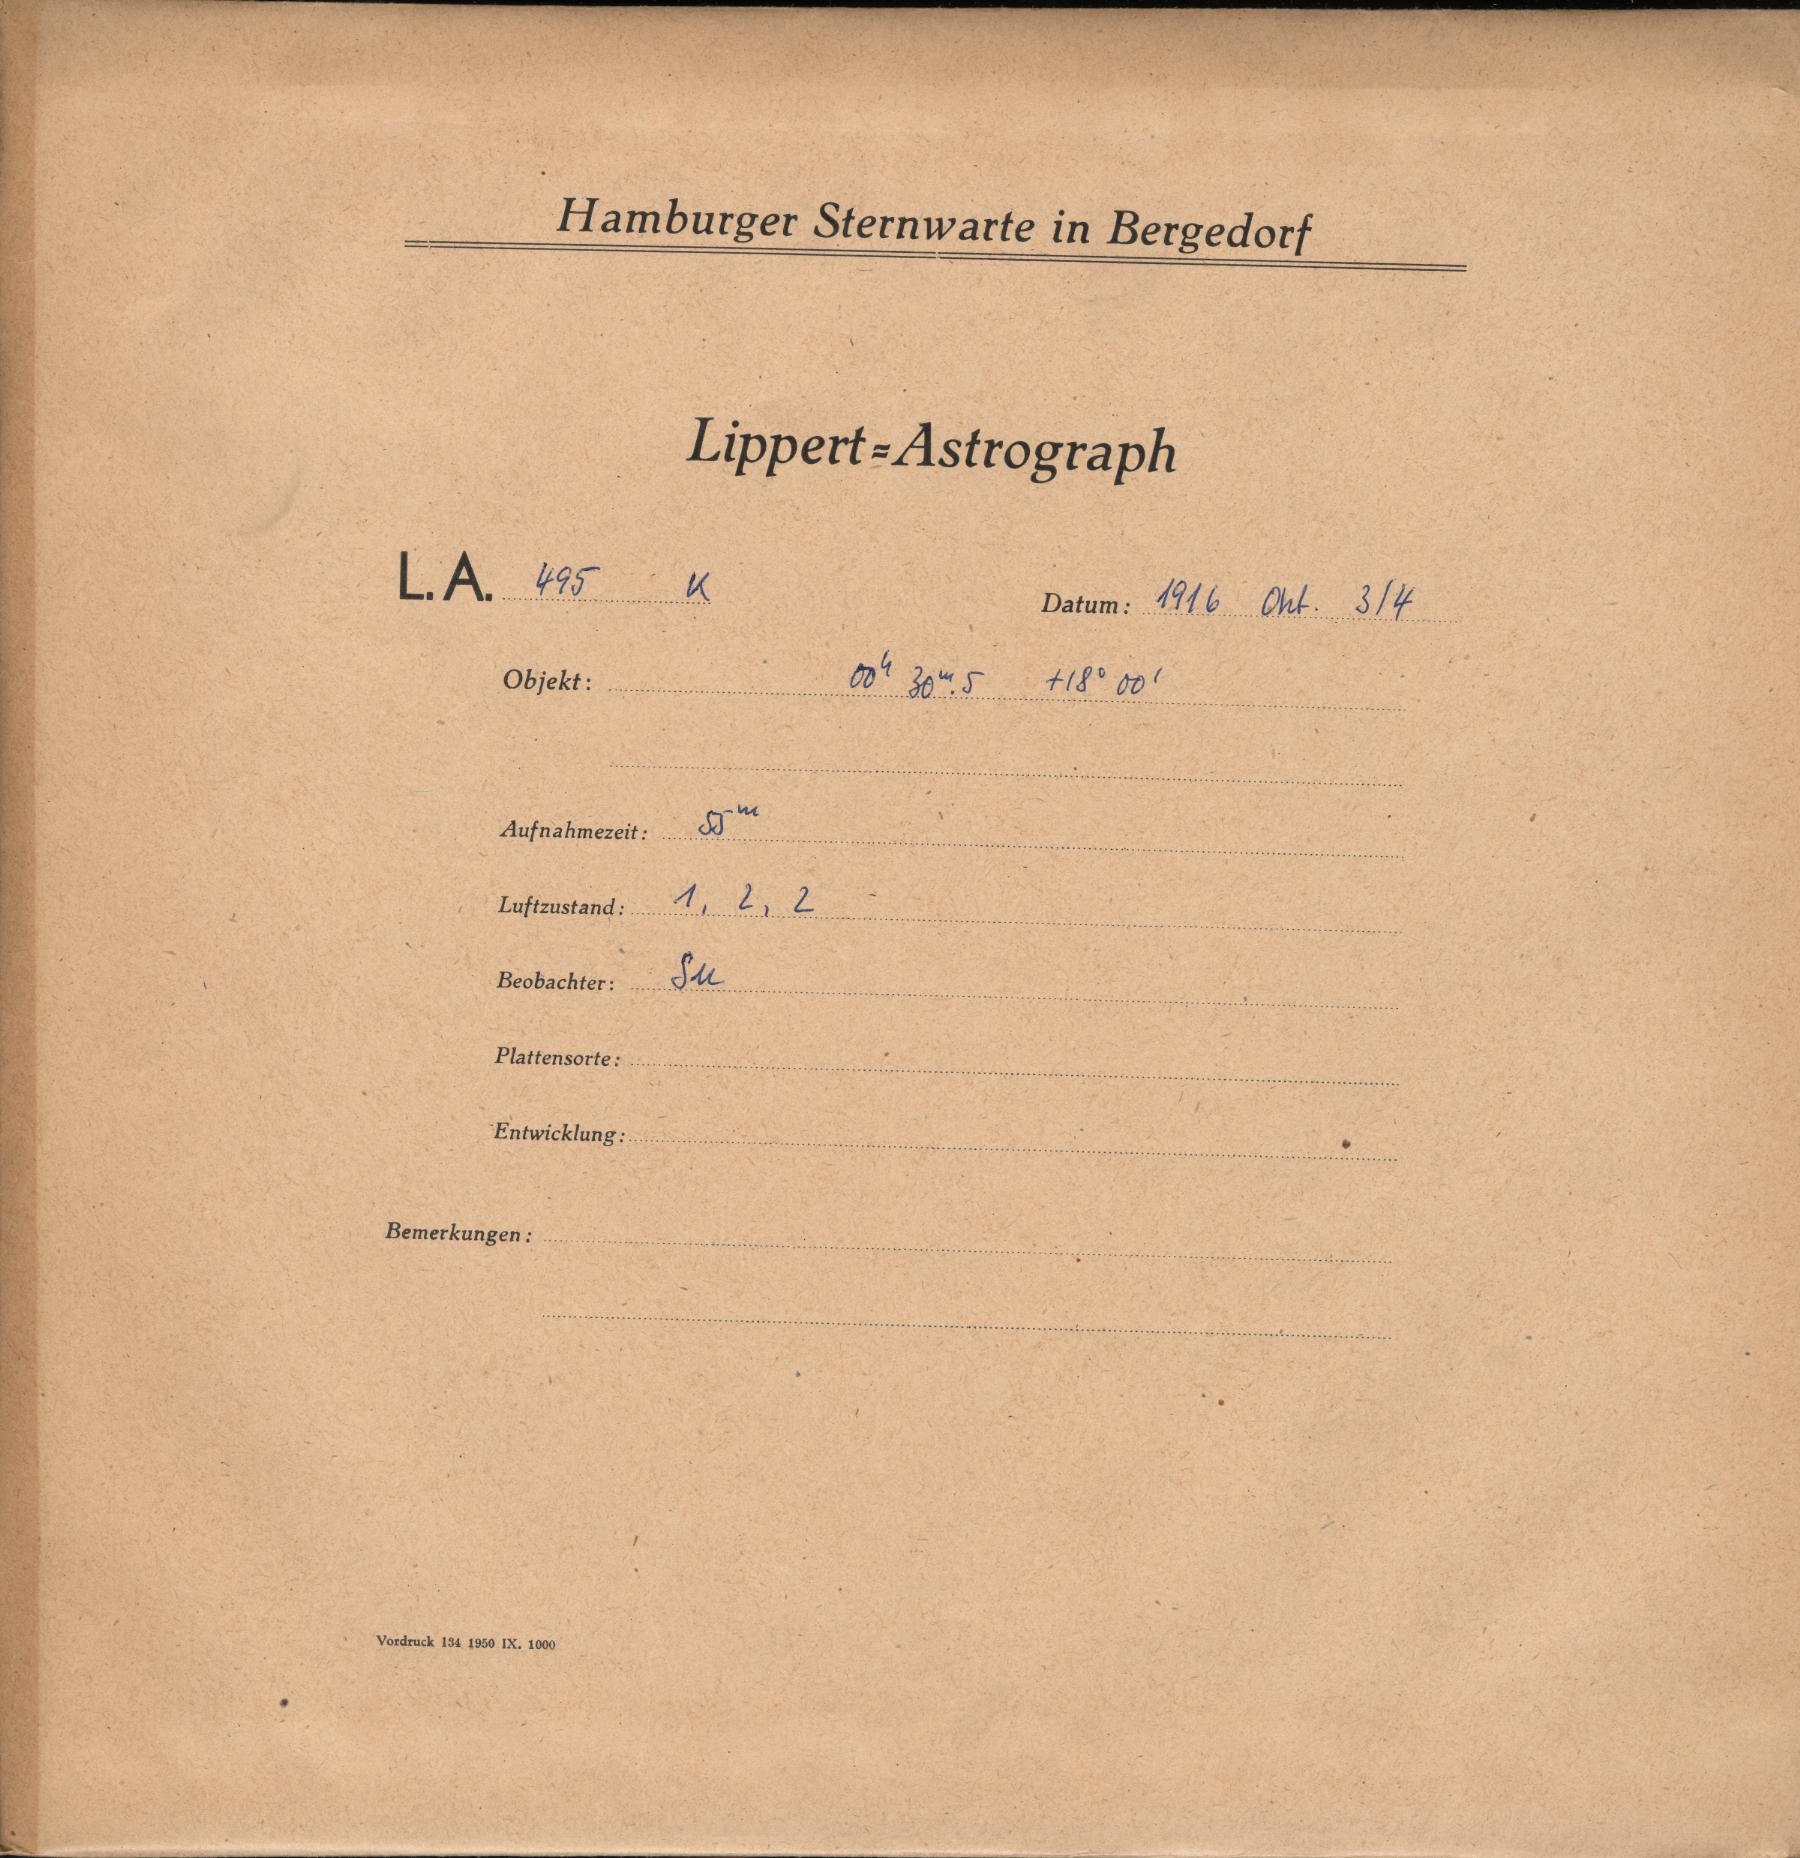 Hamburger Sternwarte in Bergedorf
Lippert=Astrograph
L. A. 495 K Datum: 1916 Okt. 3/4
Objekt: 00h 30m.5 +18° 00'
Aufnahmezeit: 55m
Luftzustand: 1, 2, 2
Beobachter:
Plattensorte:
Entwicklung:
Bemerkungen:
Vordruck 134 1950 IX. 1000